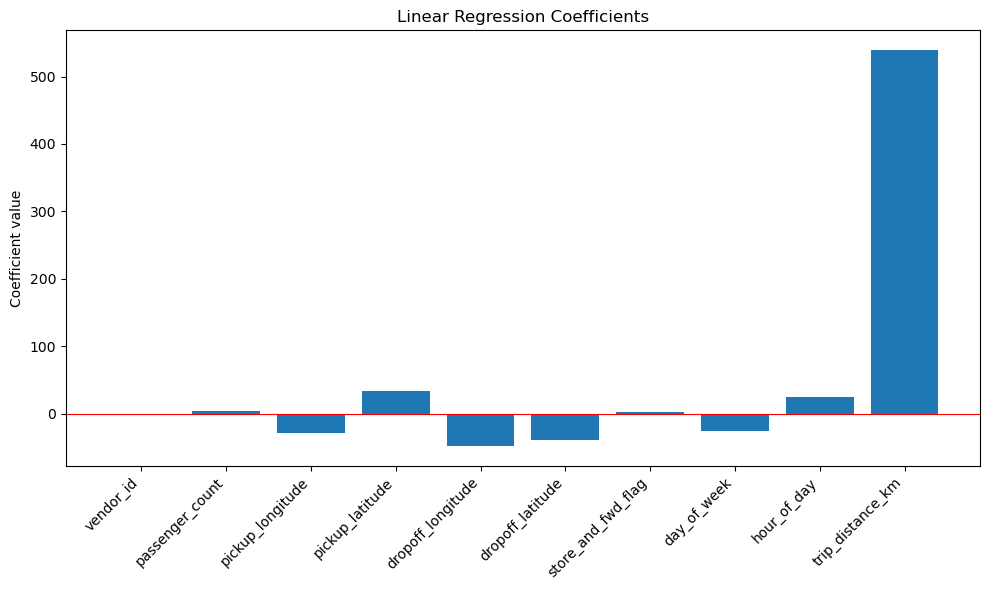 Linear Regression Coefficients
Coefficient value
500
400
300
200
100
0
vendor_id
passenger_count
pickup_longitude
pickup_latitude
dropoff_longitude
dropoff_latitude
store_and_fwd_flag
day_of_week
hour_of_day
trip_distance_km